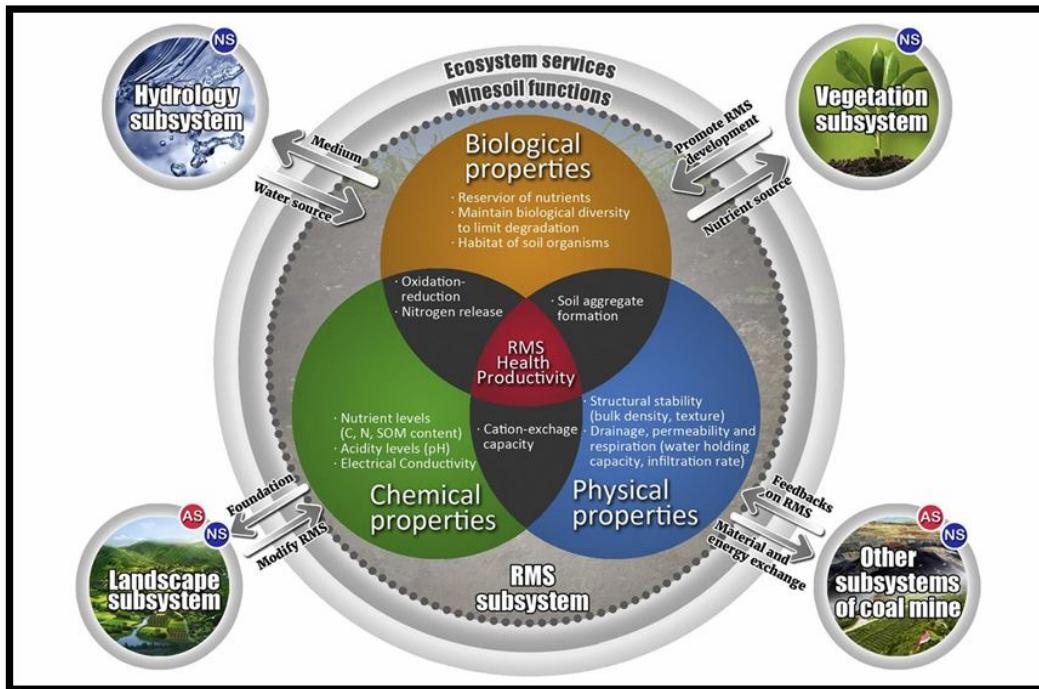 NS
Hydrology
subsystem
Ecosystem services
Minesoil functions
NS
Vegetation
subsystem
Medium
Water source
Promote RMS
development
Nutrient source
Biological
properties
· Reservior of nutrients
· Maintain biological diversity
to limit degradation
· Habitat of soil organisms
· Oxidation-
reduction
· Nitrogen release
· Soil aggregate
formation
RMS
Health
Productivity
· Nutrient levels
(C, N, SOM content)
· Acidity levels (pH)
· Electrical Conductivity
Chemical
properties
· Cation-exchage
capacity
· Structural stability
(bulk density, texture)
· Drainage, permeability and
respiration (water holding
capacity, infiltration rate)
Physical
properties
Foundation
Modify RMS
AS
NS
Landscape
subsystem
RMS
subsystem
Feedbacks
on RMS
Material and
energy exchange
AS
NS
Other
subsystems
of coal mine